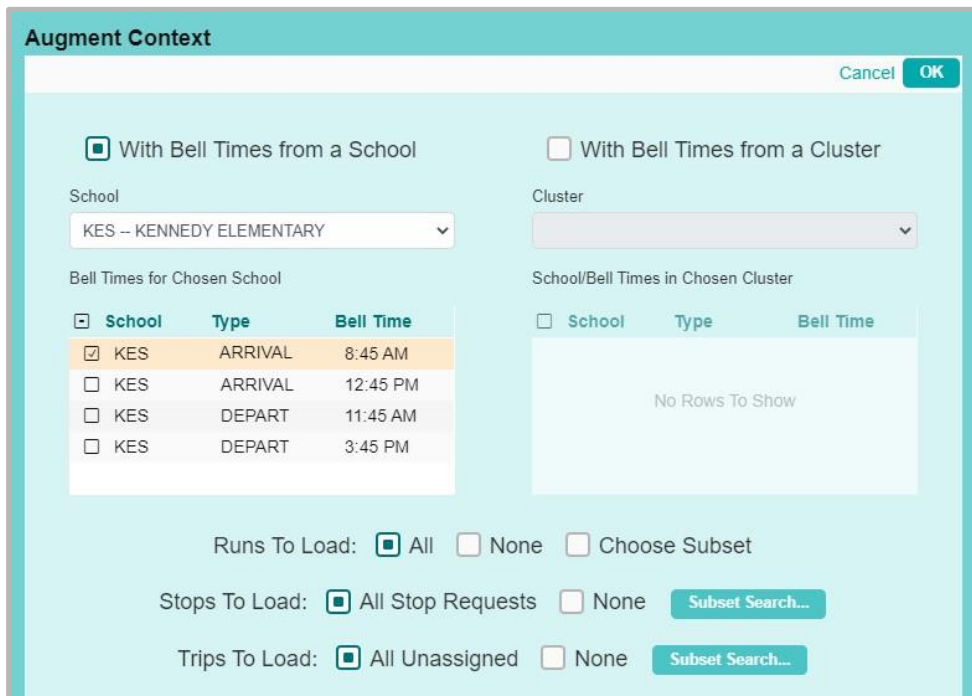 Augment Context
Cancel OK
With Bell Times from a School
With Bell Times from a Cluster
School
Cluster
KES -- KENNEDY ELEMENTARY
Bell Times for Chosen School
School/Bell Times in Chosen Cluster
School Type Bell Time
School Type Bell Time
KES ARRIVAL 8:45 AM
KES ARRIVAL 12:45 PM
KES DEPART 11:45 AM
KES DEPART 3:45 PM
No Rows To Show
Runs To Load: All None Choose Subset
Stops To Load: All Stop Requests None Subset Search...
Trips To Load: All Unassigned None Subset Search...